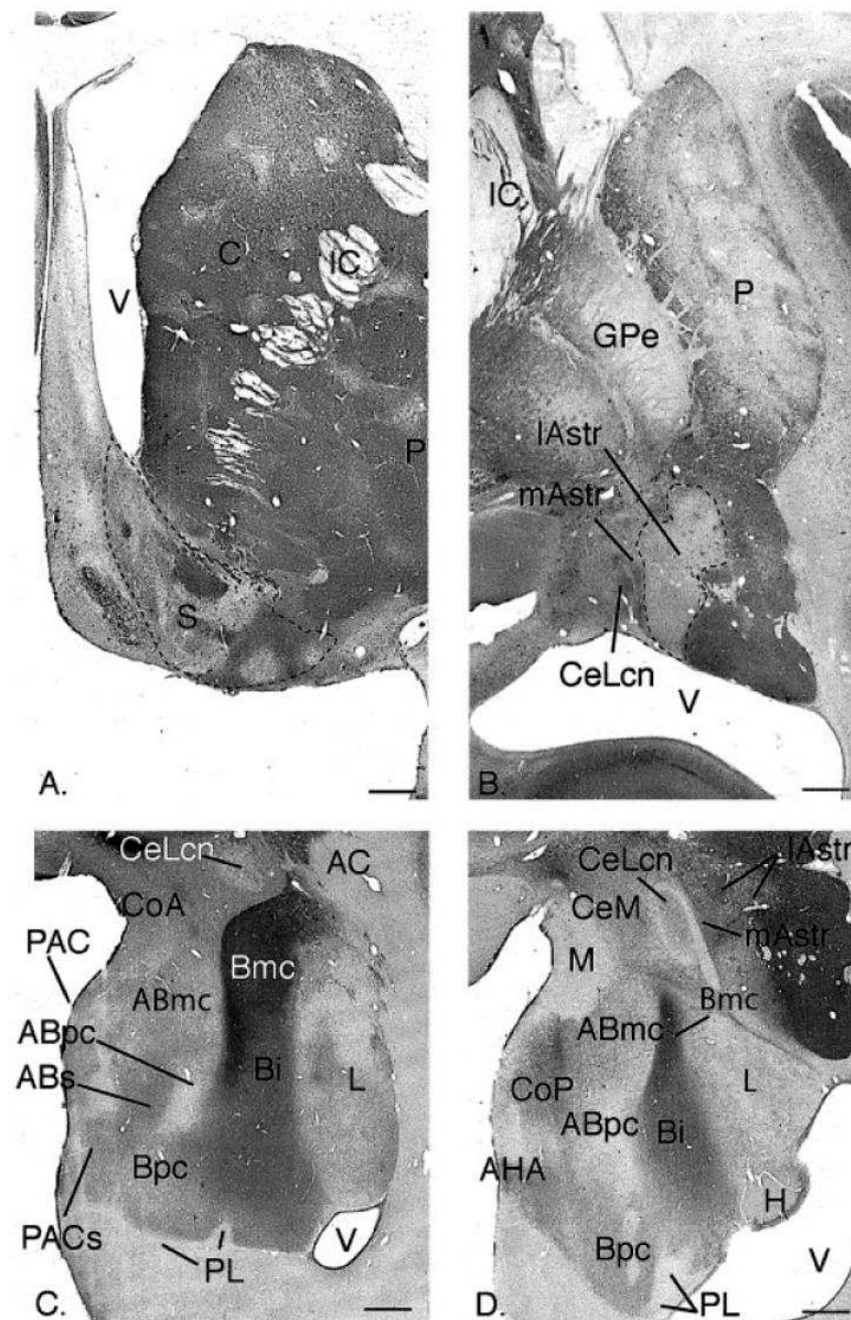 C
IC
V
P
S
A.
IC
P
GPe
lAstr
mAstr
CeLcn
V
B.
CeLcn
AC
CoA
PAC
Bmc
ABmc
ABpc
ABs
Bi
L
Bpc
PACs
V
PL
C.
CeLcn
lAstr
CeM
mAstr
M
Bmc
ABmc
CoP
L
ABpc
Bi
AHA
H
Bpc
V
PL
D.